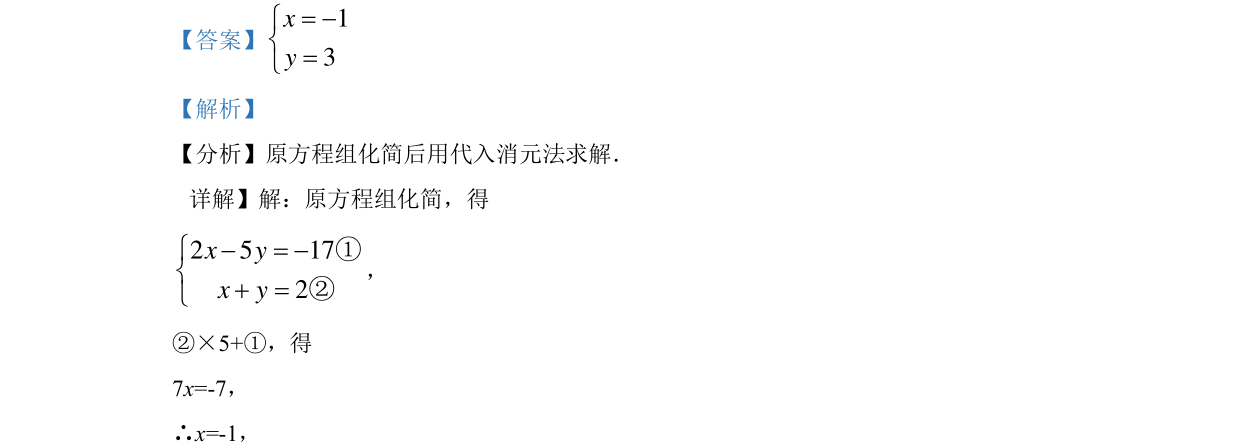 【答案】{x=−1
y=3
【解析】
【分析】原方程组化简后用代入消元法求解．
详解】解：原方程组化简，得
{2x−5y=−17①
x+y=2②，
②×5+①，得
7x=-7，
∴x=-1，